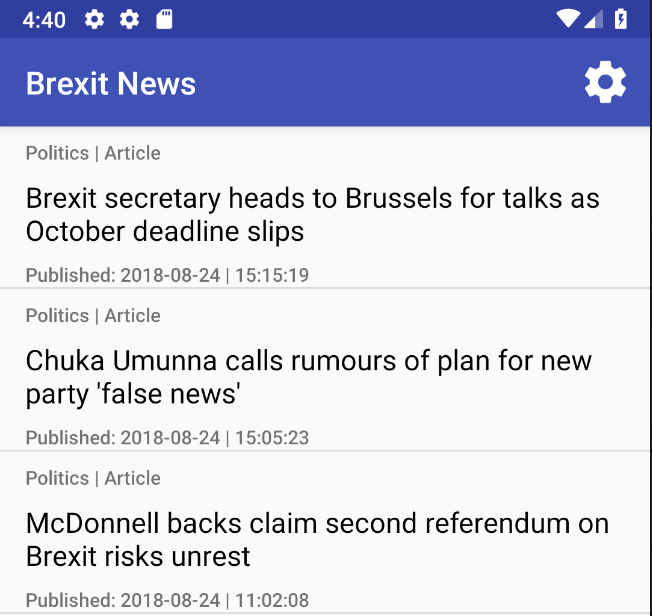 4:40
Brexit News
Politics | Article
Brexit secretary heads to Brussels for talks as
October deadline slips
Published: 2018-08-24 | 15:15:19
Politics | Article
Chuka Umunna calls rumours of plan for new
party 'false news'
Published: 2018-08-24 | 15:05:23
Politics | Article
McDonnell backs claim second referendum on
Brexit risks unrest
Published: 2018-08-24 | 11:02:08